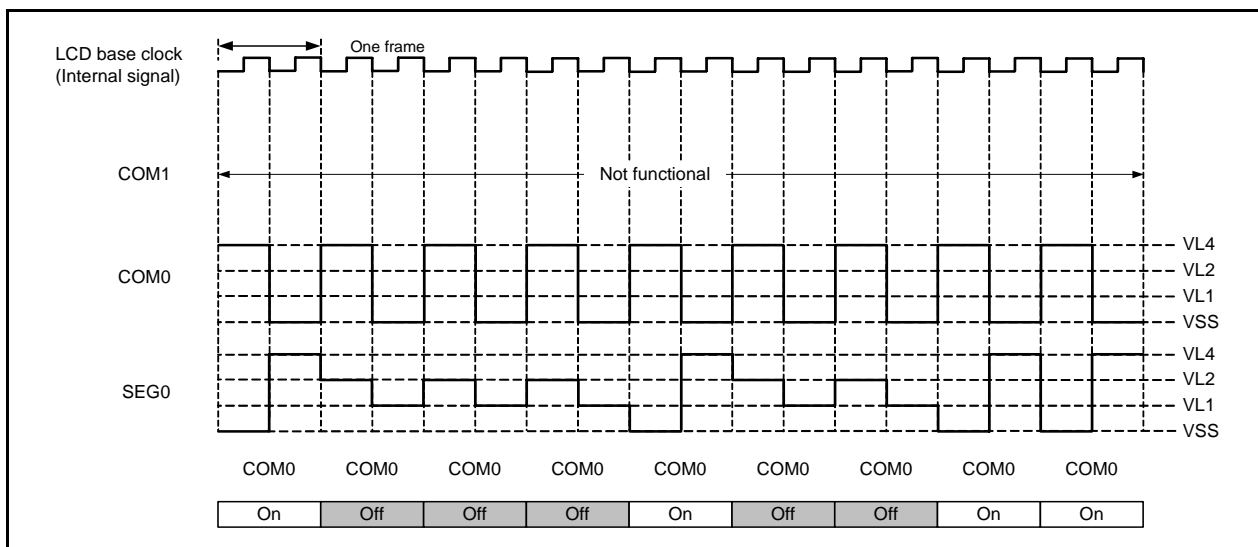 LCD base clock
(Internal signal)
One frame
COM1
Not functional
COM0
VL4
VL2
VL1
VSS
SEG0
VL4
VL2
VL1
VSS
COM0 COM0 COM0 COM0 COM0 COM0 COM0 COM0 COM0
On Off Off Off On Off Off On On